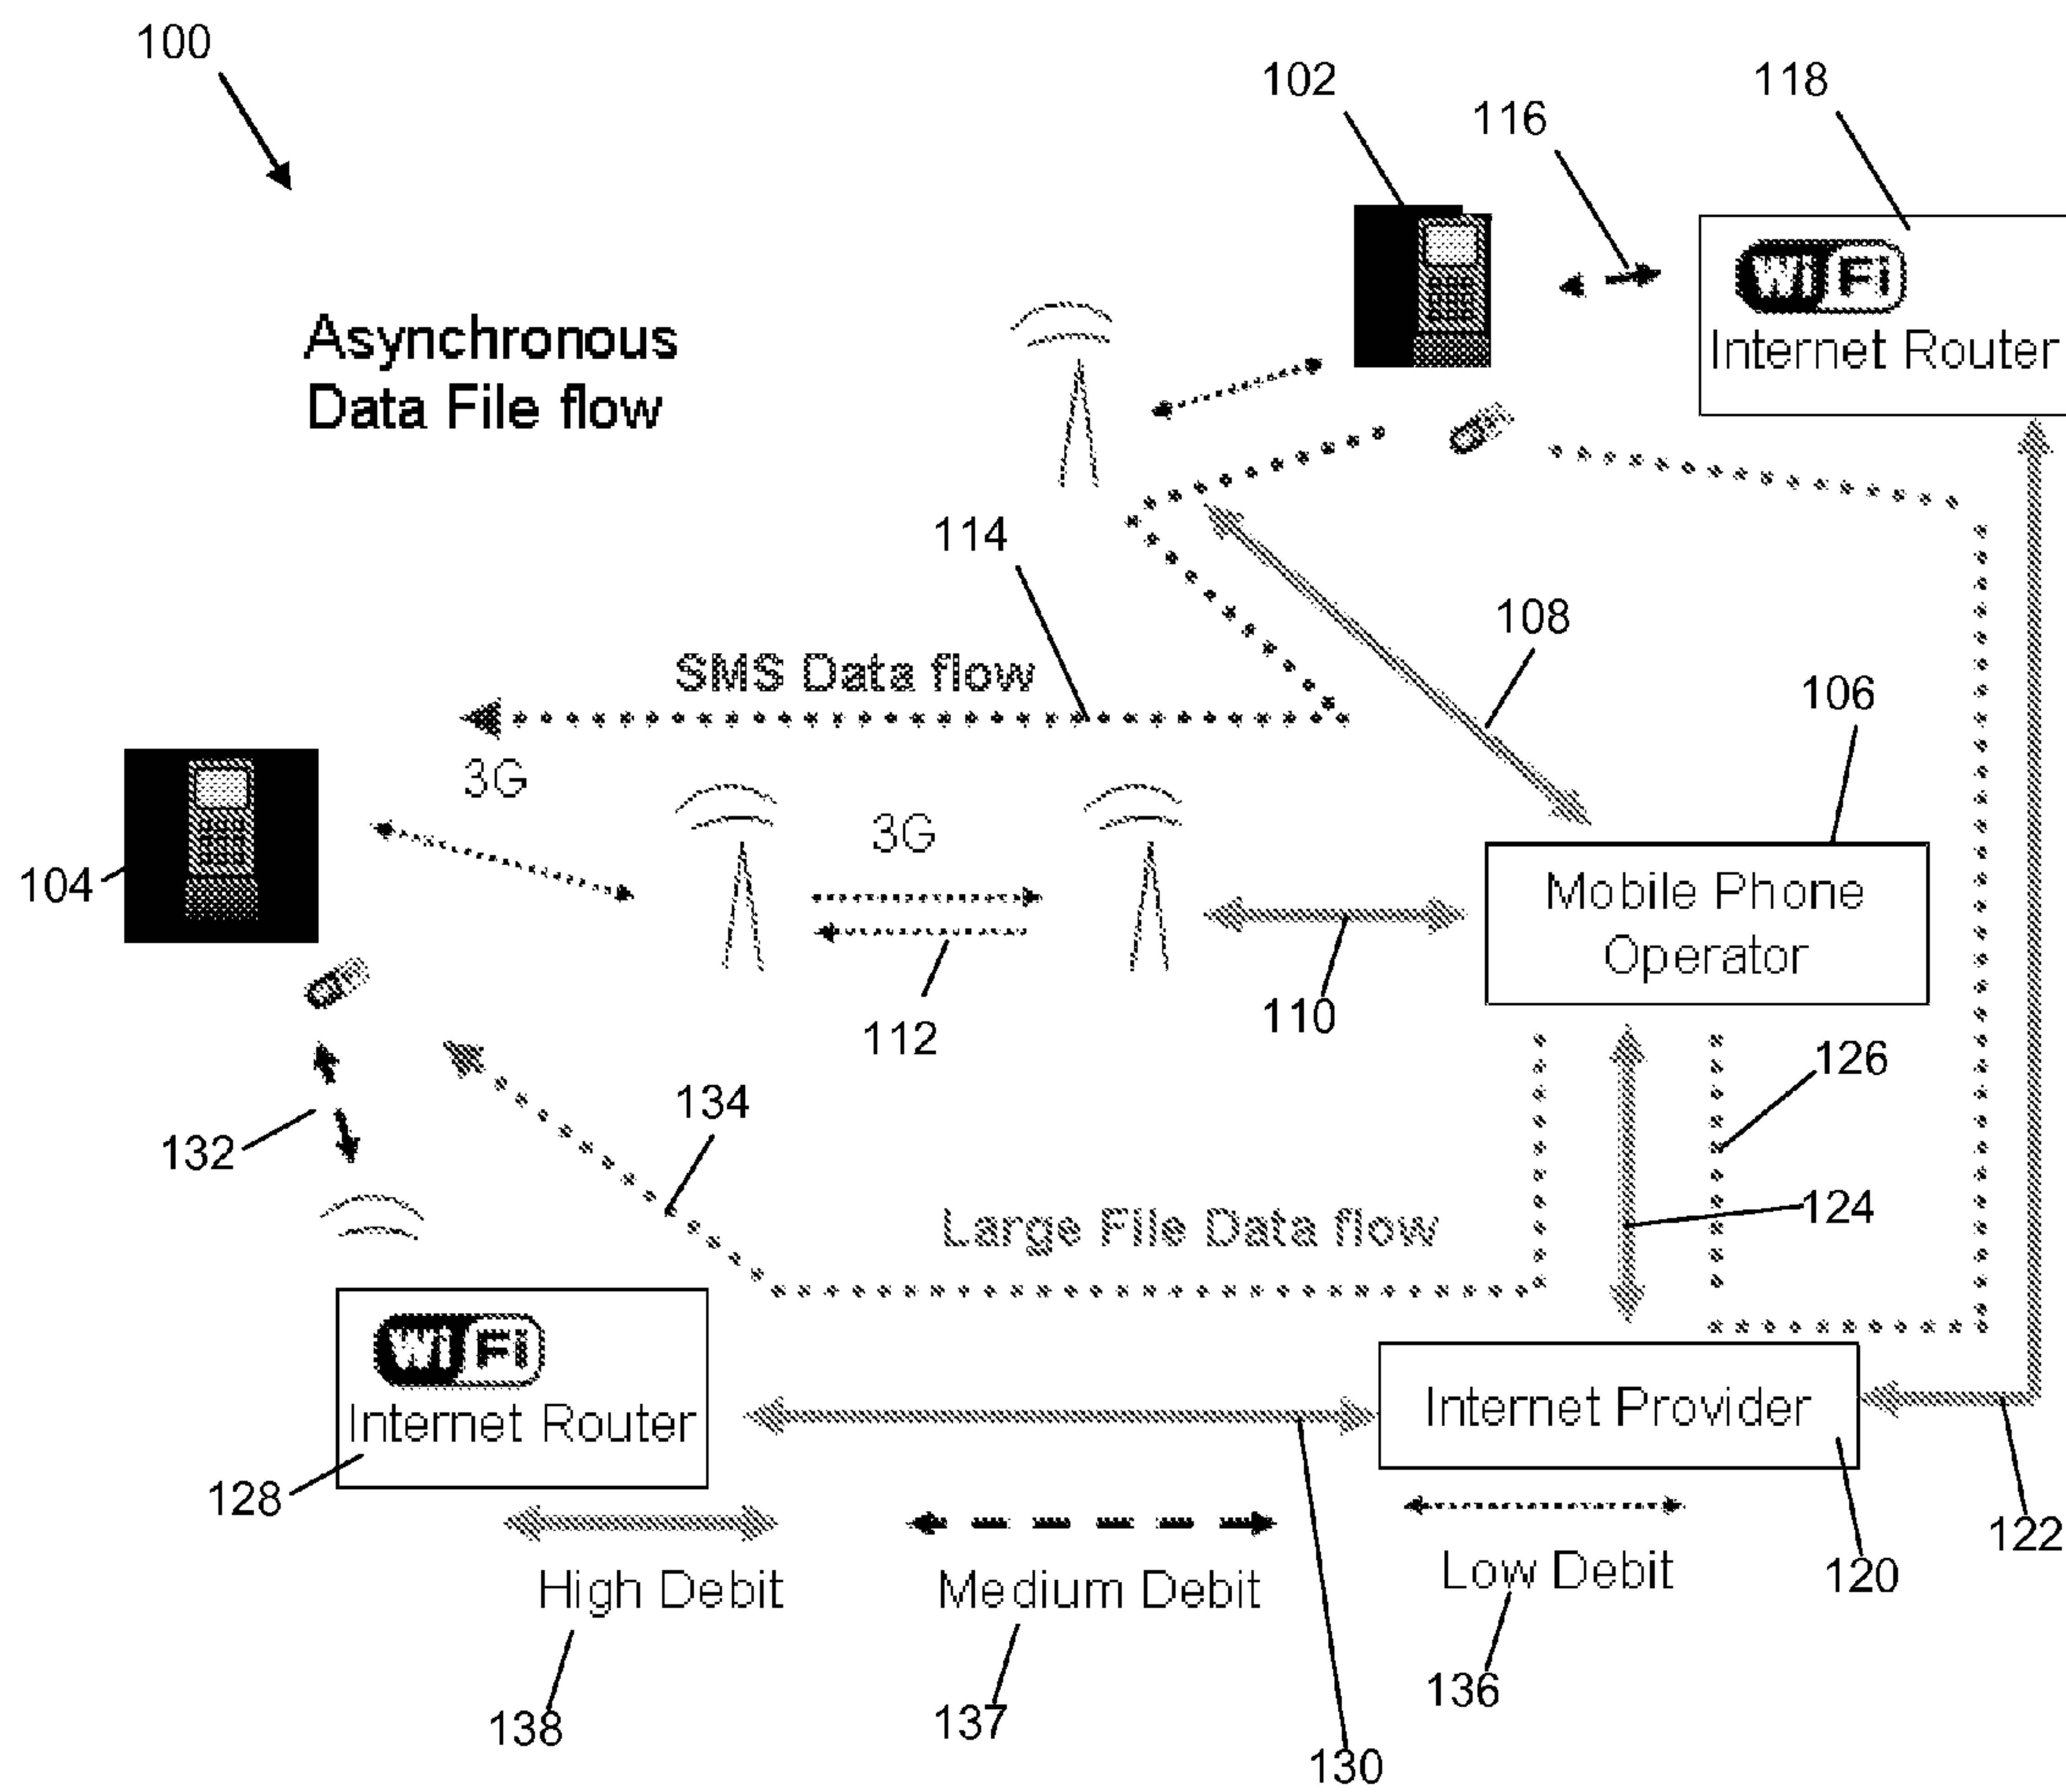 100
102
118
116
WiFi
Internet Router
Asynchronous
Data File flow
114
108
SMS Data flow
106
3G
3G
104
Mobile Phone
Operator
110
112
126
134
132
124
Large File Data flow
WiFi
Internet Router
Internet Provider
128
122
High Debit
Medium Debit
Low Debit
120
136
138
137
130